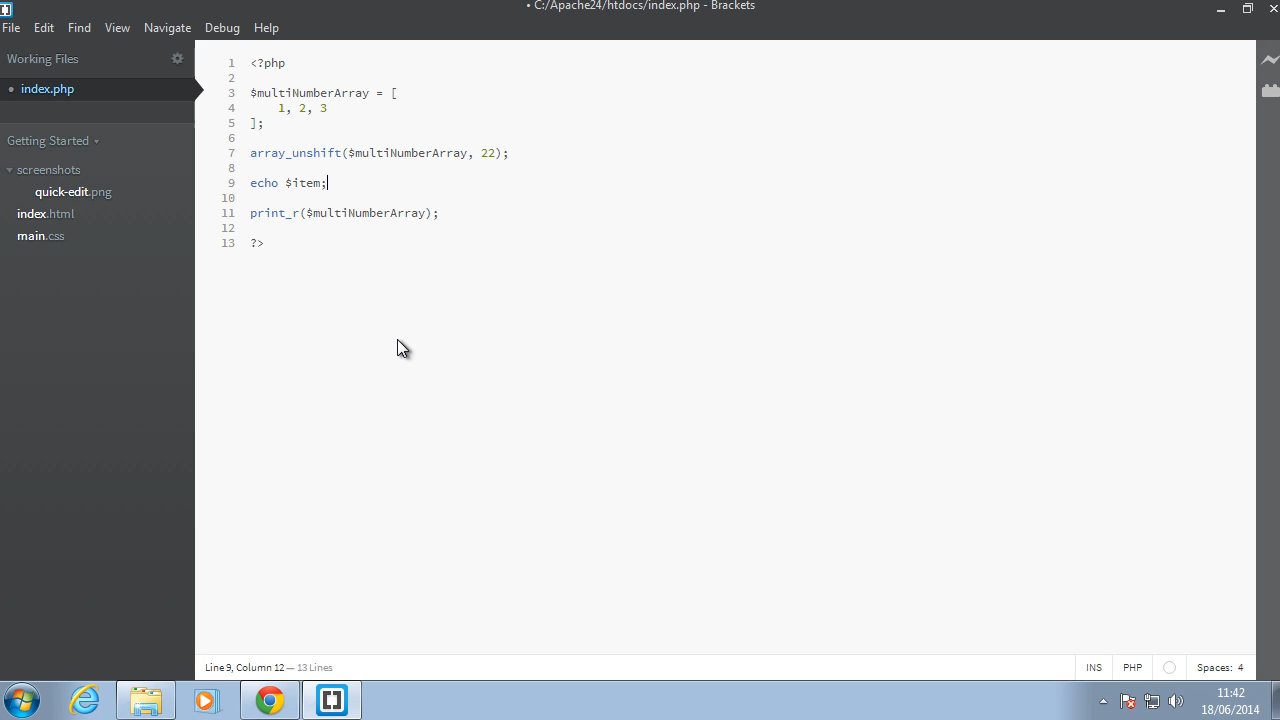 • C:/Apache24/htdocs/index.php - Brackets
File Edit Find View Navigate Debug Help
Working Files
• index.php
Getting Started
screenshots
quick-edit.png
index.html
main.css
1 <?php
2
3 $multiNumberArray = [
4 1, 2, 3
5 ];
6
7 array_unshift($multiNumberArray, 22);
8
9 echo $item;
10
11 print_r($multiNumberArray);
12
13 ?>
Line 9, Column 12 — 13 Lines
INS PHP Spaces: 4
11:42
18/06/2014